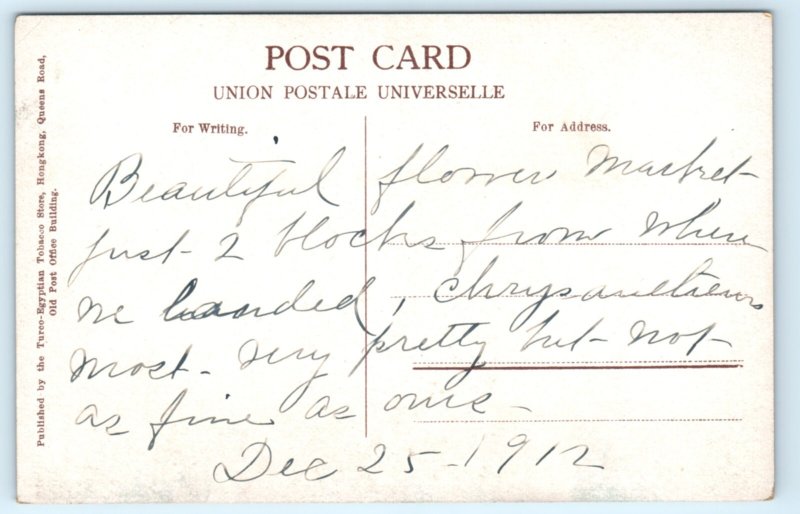 POST CARD
UNION POSTALE UNIVERSELLE
For Writing.
For Address.
Beautiful flower Market-
just- 2 blocks from where
we landed, Chrysanthemums
most- very pretty but- not-
as fine as ours-
Dec 25-1912
Published by the Turco-Egyptian Tobacco Store, Hongkong, Queens Road,
Old Post Office Building.